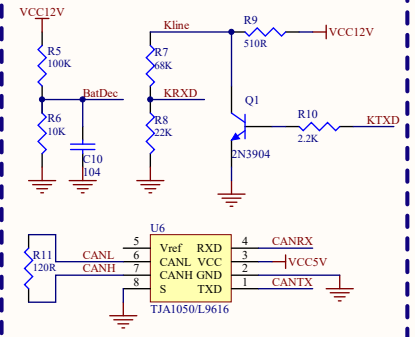 VCC12V
R5
100K
BatDec
R6
10K
C10
104
Kline
R7
68K
KRXD
R8
22K
R9
510R
VCC12V
Q1
2N3904
R10
2.2K
KTXD
R11
120R
CANL
CANH
U6
5 Vref RXD 4 CANRX
6 CANL VCC 3 VCC5V
7 CANH GND 2
8 S TXD 1 CANTX
TJA1050/L9616